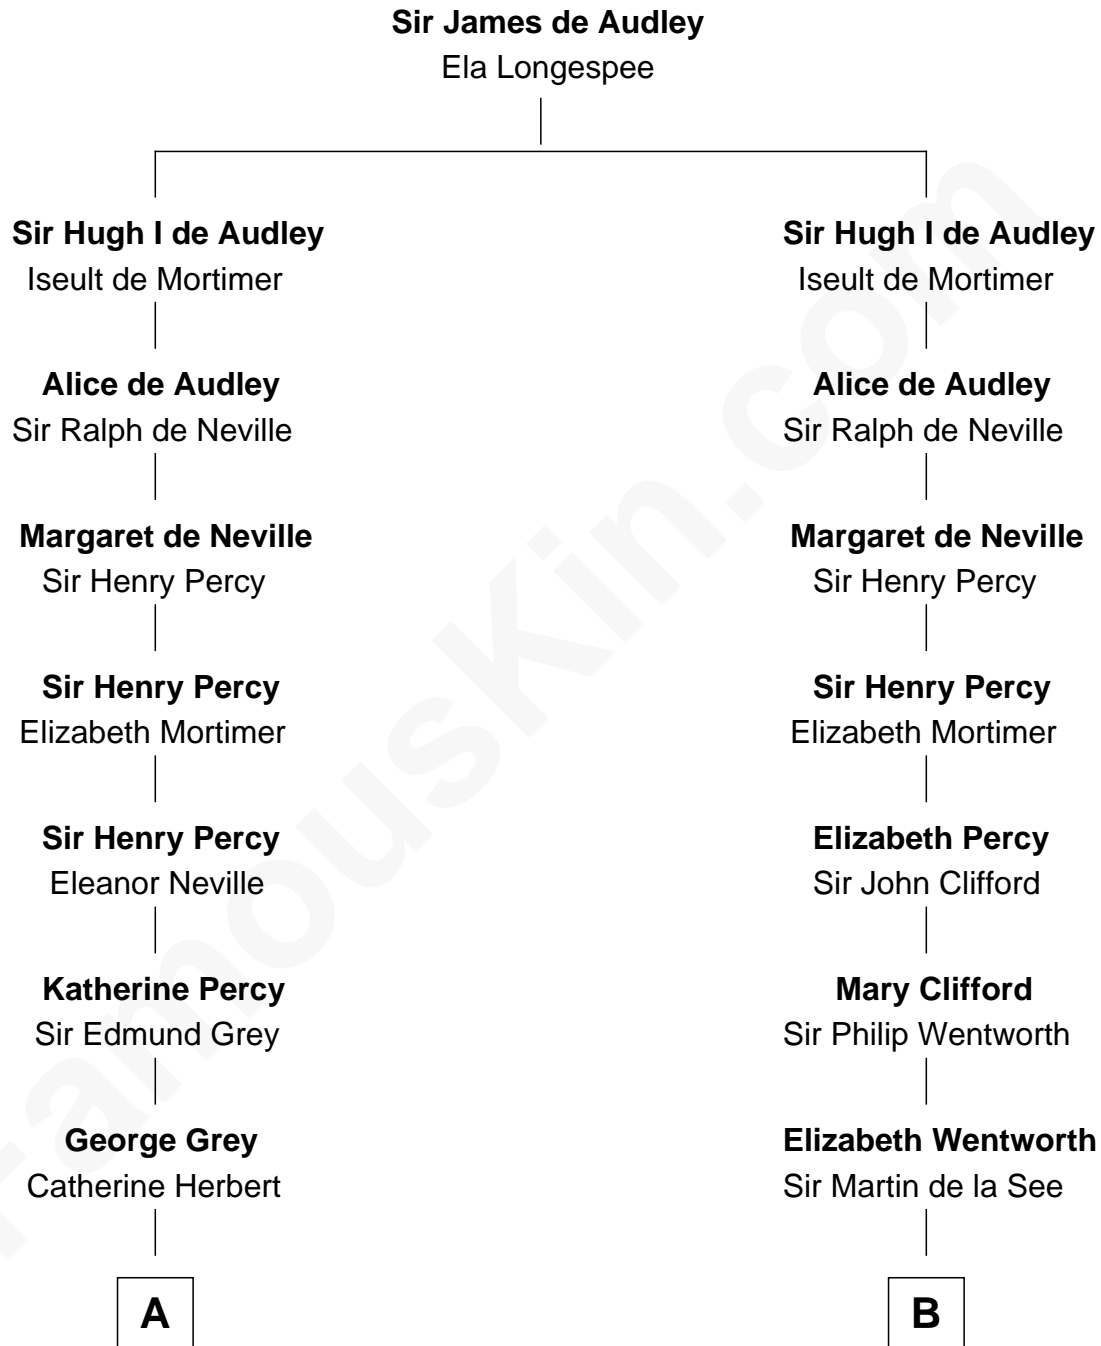 Sir James de Audley
Ela Longespee
Sir Hugh I de Audley
Iseult de Mortimer
Alice de Audley
Sir Ralph de Neville
Margaret de Neville
Sir Henry Percy
Sir Henry Percy
Elizabeth Mortimer
Sir Henry Percy
Eleanor Neville
Katherine Percy
Sir Edmund Grey
George Grey
Catherine Herbert
A
Sir Hugh I de Audley
Iseult de Mortimer
Alice de Audley
Sir Ralph de Neville
Margaret de Neville
Sir Henry Percy
Sir Henry Percy
Elizabeth Mortimer
Elizabeth Percy
Sir John Clifford
Mary Clifford
Sir Philip Wentworth
Elizabeth Wentworth
Sir Martin de la See
B
FamousKin.com